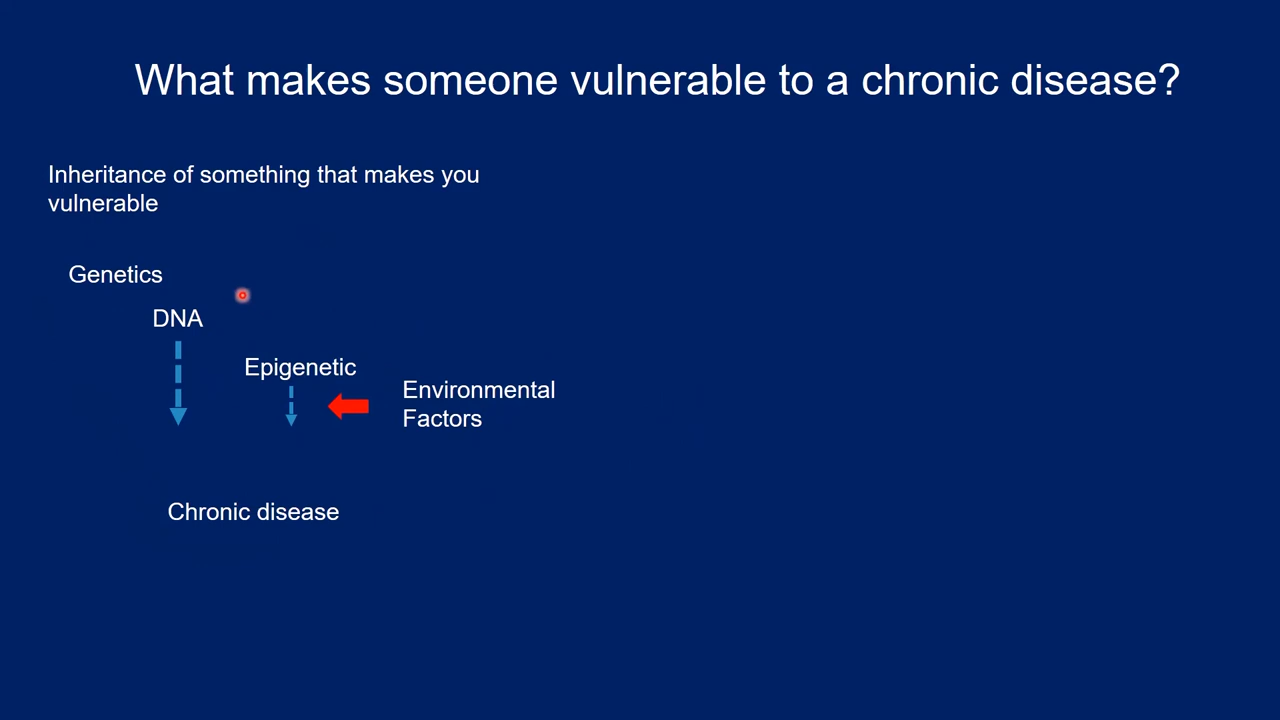 What makes someone vulnerable to a chronic disease?
Inheritance of something that makes you
vulnerable
Genetics
DNA
Epigenetic
Environmental
Factors
Chronic disease